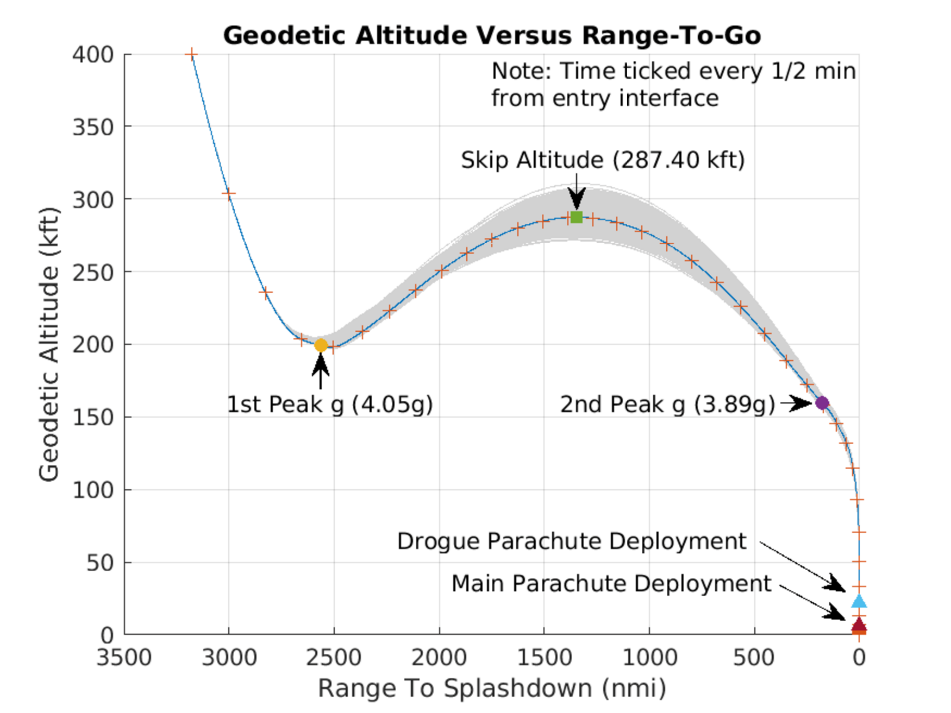 Geodetic Altitude Versus Range-To-Go
Note: Time ticked every 1/2 min
from entry interface
Skip Altitude (287.40 kft)
1st Peak g (4.05g)
2nd Peak g (3.89g)
Drogue Parachute Deployment
Main Parachute Deployment
Geodetic Altitude (kft)
400
350
300
250
200
150
100
50
0
3500 3000 2500 2000 1500 1000 500 0
Range To Splashdown (nmi)